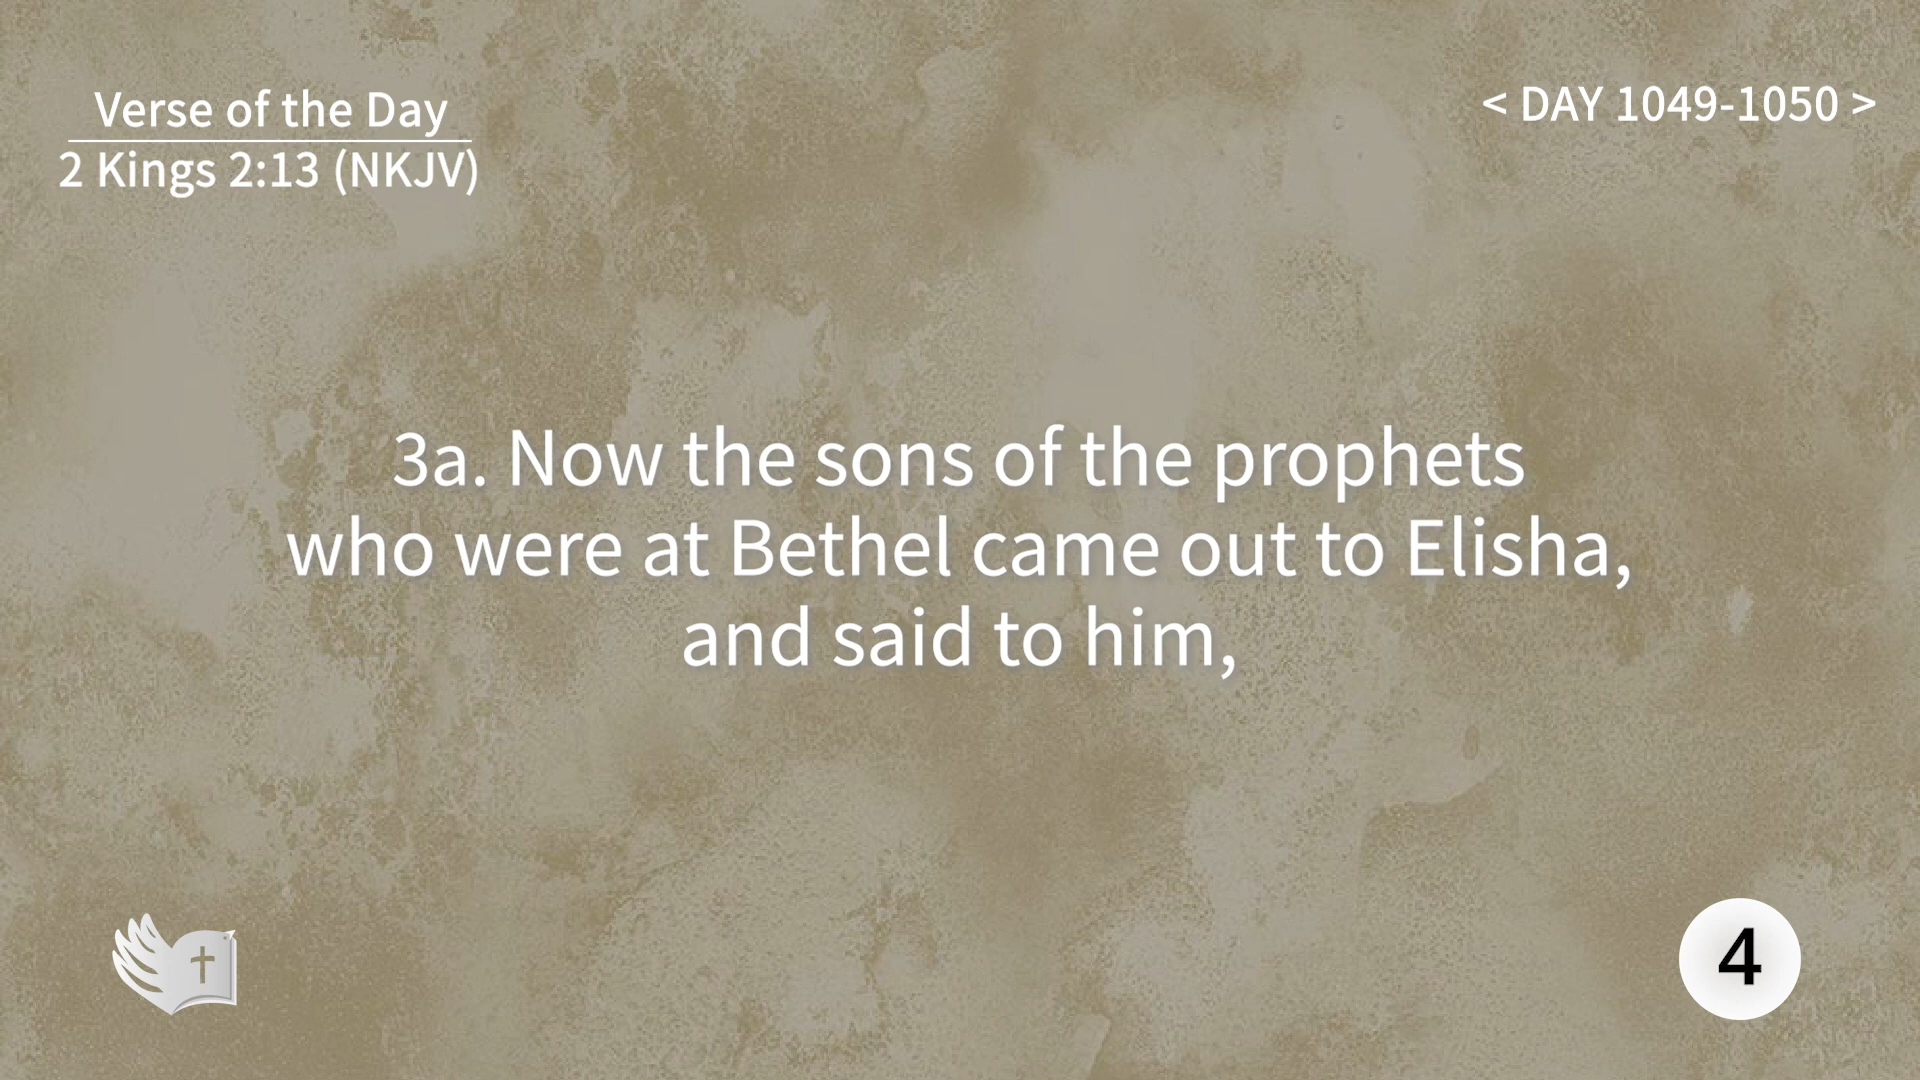 Verse of the Day
2 Kings 2:13 (NKJV)
< DAY 1049-1050 >
3a. Now the sons of the prophets
who were at Bethel came out to Elisha,
and said to him,
4